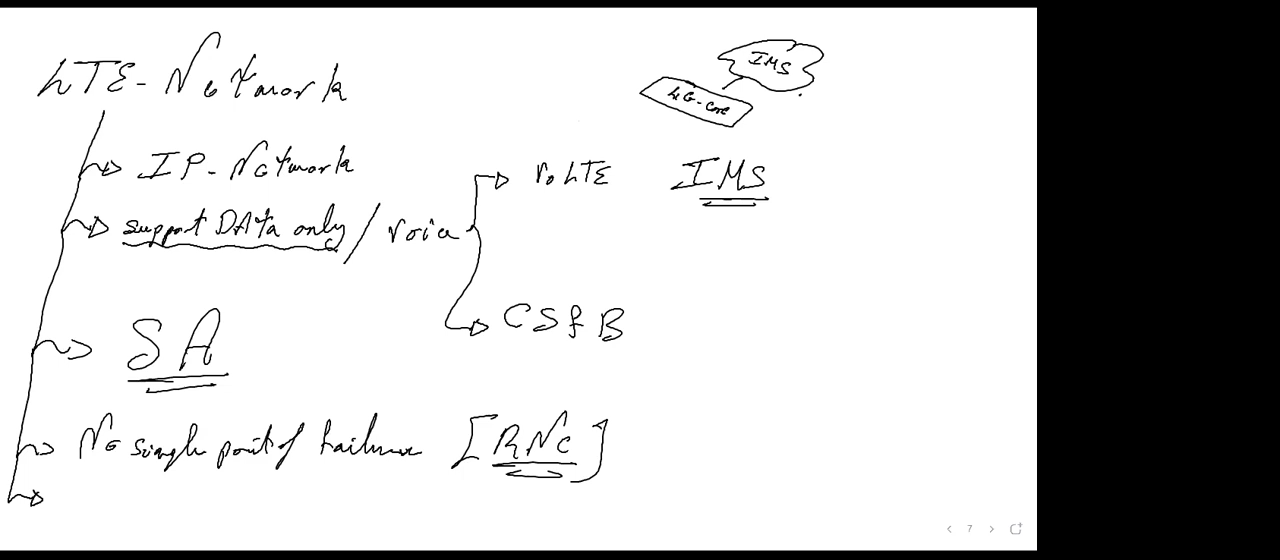 LTE-Network
IMS
4G-core
IP-Network
support DATA only / voice
VoLTE IMS
CSFB
SA
No single point of failure [RNC]
7